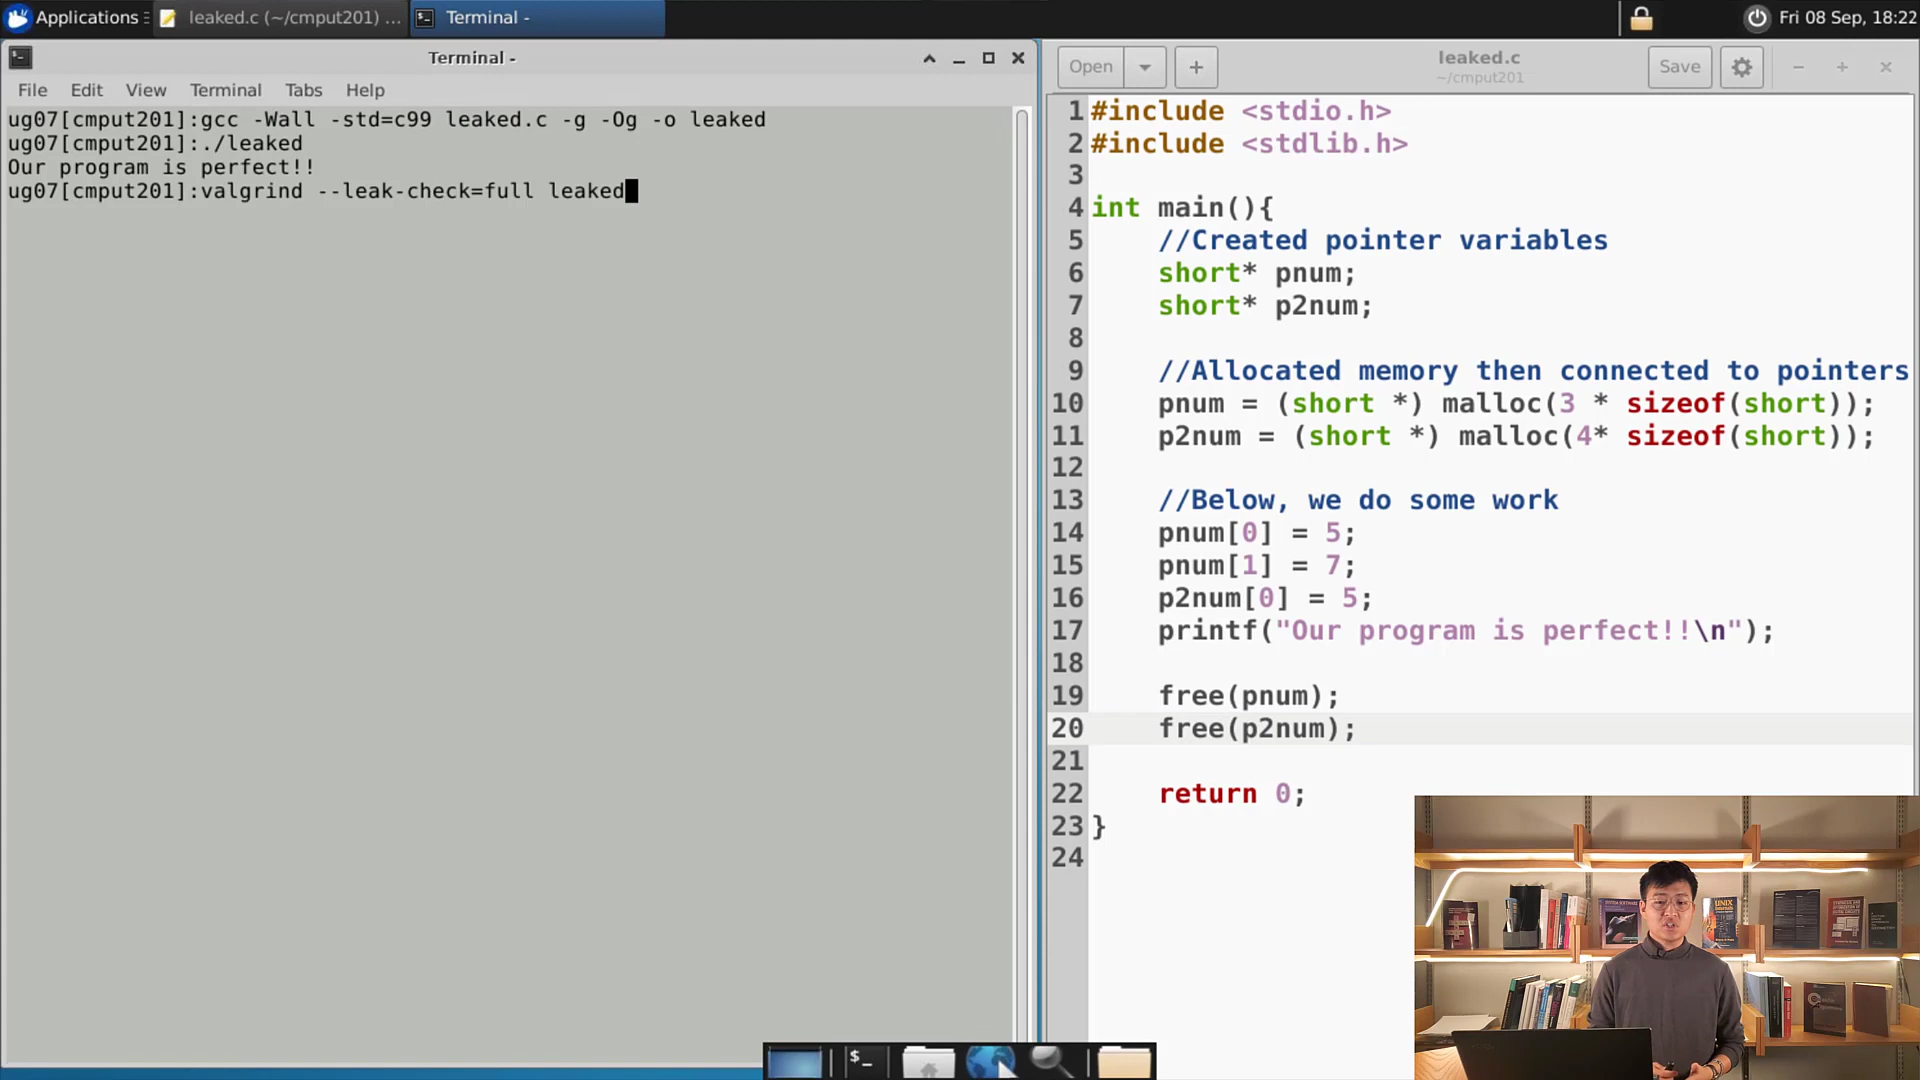 Applications
leaked.c (~/cmput201) ...
Terminal -
Fri 08 Sep, 18:22
Terminal -
File Edit View Terminal Tabs Help
ug07[cmput201]:gcc -Wall -std=c99 leaked.c -g -Og -o leaked
ug07[cmput201]:./leaked
Our program is perfect!!
ug07[cmput201]:valgrind --leak-check=full leaked
Open
leaked.c
~/cmput201
Save
1 #include <stdio.h>
2 #include <stdlib.h>
3
4 int main(){
5 //Created pointer variables
6 short* pnum;
7 short* p2num;
8
9 //Allocated memory then connected to pointers
10 pnum = (short *) malloc(3 * sizeof(short));
11 p2num = (short *) malloc(4* sizeof(short));
12
13 //Below, we do some work
14 pnum[0] = 5;
15 pnum[1] = 7;
16 p2num[0] = 5;
17 printf("Our program is perfect!!\n");
18
19 free(pnum);
20 free(p2num);
21
22 return 0;
23 }
24